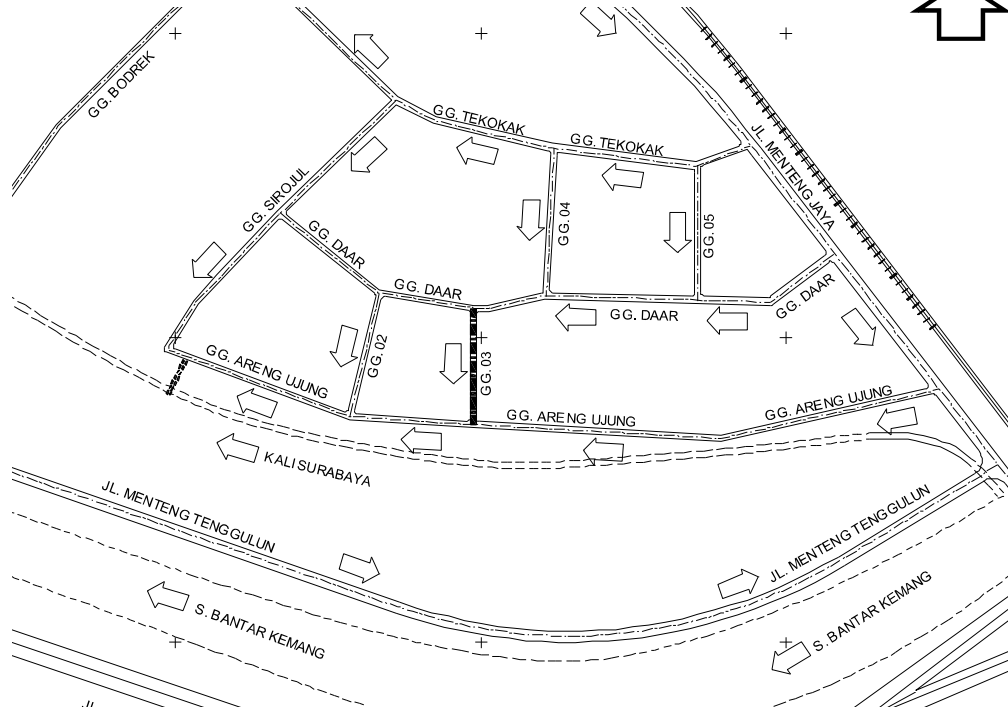 GG. BODREK
GG. TEKOKAK
GG. TEKOKAK
JL. MENTENG JAYA
GG. SIROJUL
GG. 04
GG. 05
GG. DAAR
GG. DAAR
GG. DAAR
GG. DAAR
GG. 02
GG. 03
GG. ARENG UJUNG
GG. ARENG UJUNG
GG. ARENG UJUNG
KALI SURABAYA
JL. MENTENG TENGGULUN
JL. MENTENG TENGGULUN
S. BANTAR KEMANG
S. BANTAR KEMANG